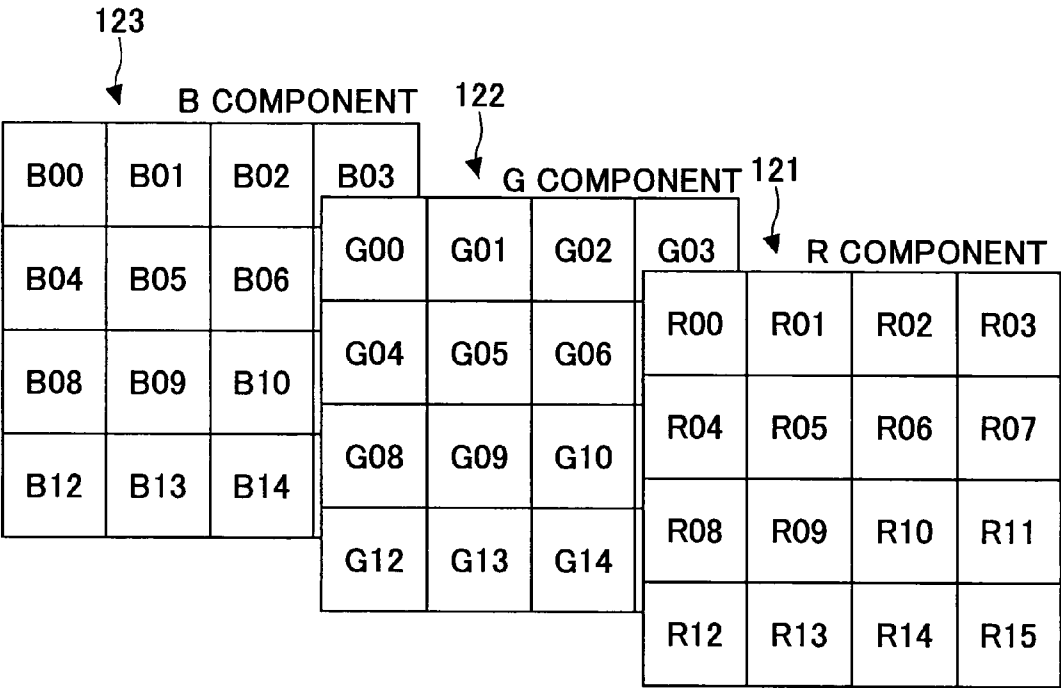 123
B COMPONENT
B00 B01 B02 B03
B04 B05 B06
B08 B09 B10
B12 B13 B14
122
G COMPONENT
G00 G01 G02 G03
G04 G05 G06
G08 G09 G10
G12 G13 G14
121
R COMPONENT
R00 R01 R02 R03
R04 R05 R06 R07
R08 R09 R10 R11
R12 R13 R14 R15